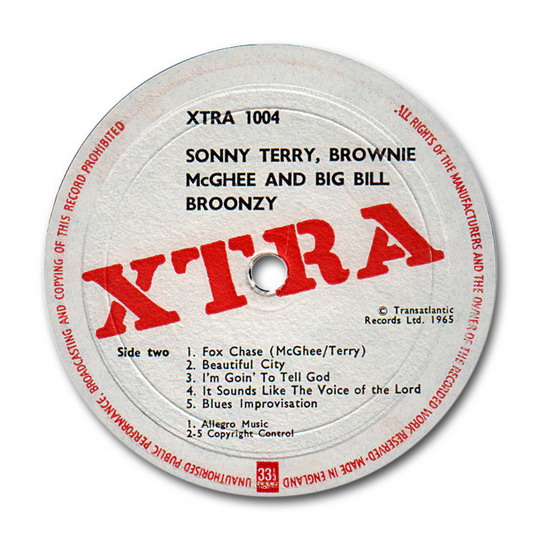 XTRA 1004
SONNY TERRY, BROWNIE
McGHEE AND BIG BILL
BROONZY
XTRA
© Transatlantic
Records Ltd. 1965
Side two
1. Fox Chase (McGhee/Terry)
2. Beautiful City
3. I'm Goin' To Tell God
4. It Sounds Like The Voice of the Lord
5. Blues Improvisation
1. Allegro Music
2-5 Copyright Control
33⅓
ALL RIGHTS OF THE MANUFACTURERS AND THE OWNER OF THE RECORDED WORK RESERVED-MADE IN ENGLAND
UNAUTHORISED PUBLIC PERFORMANCE, BROADCASTING AND COPYING OF THIS RECORD PROHIBITED